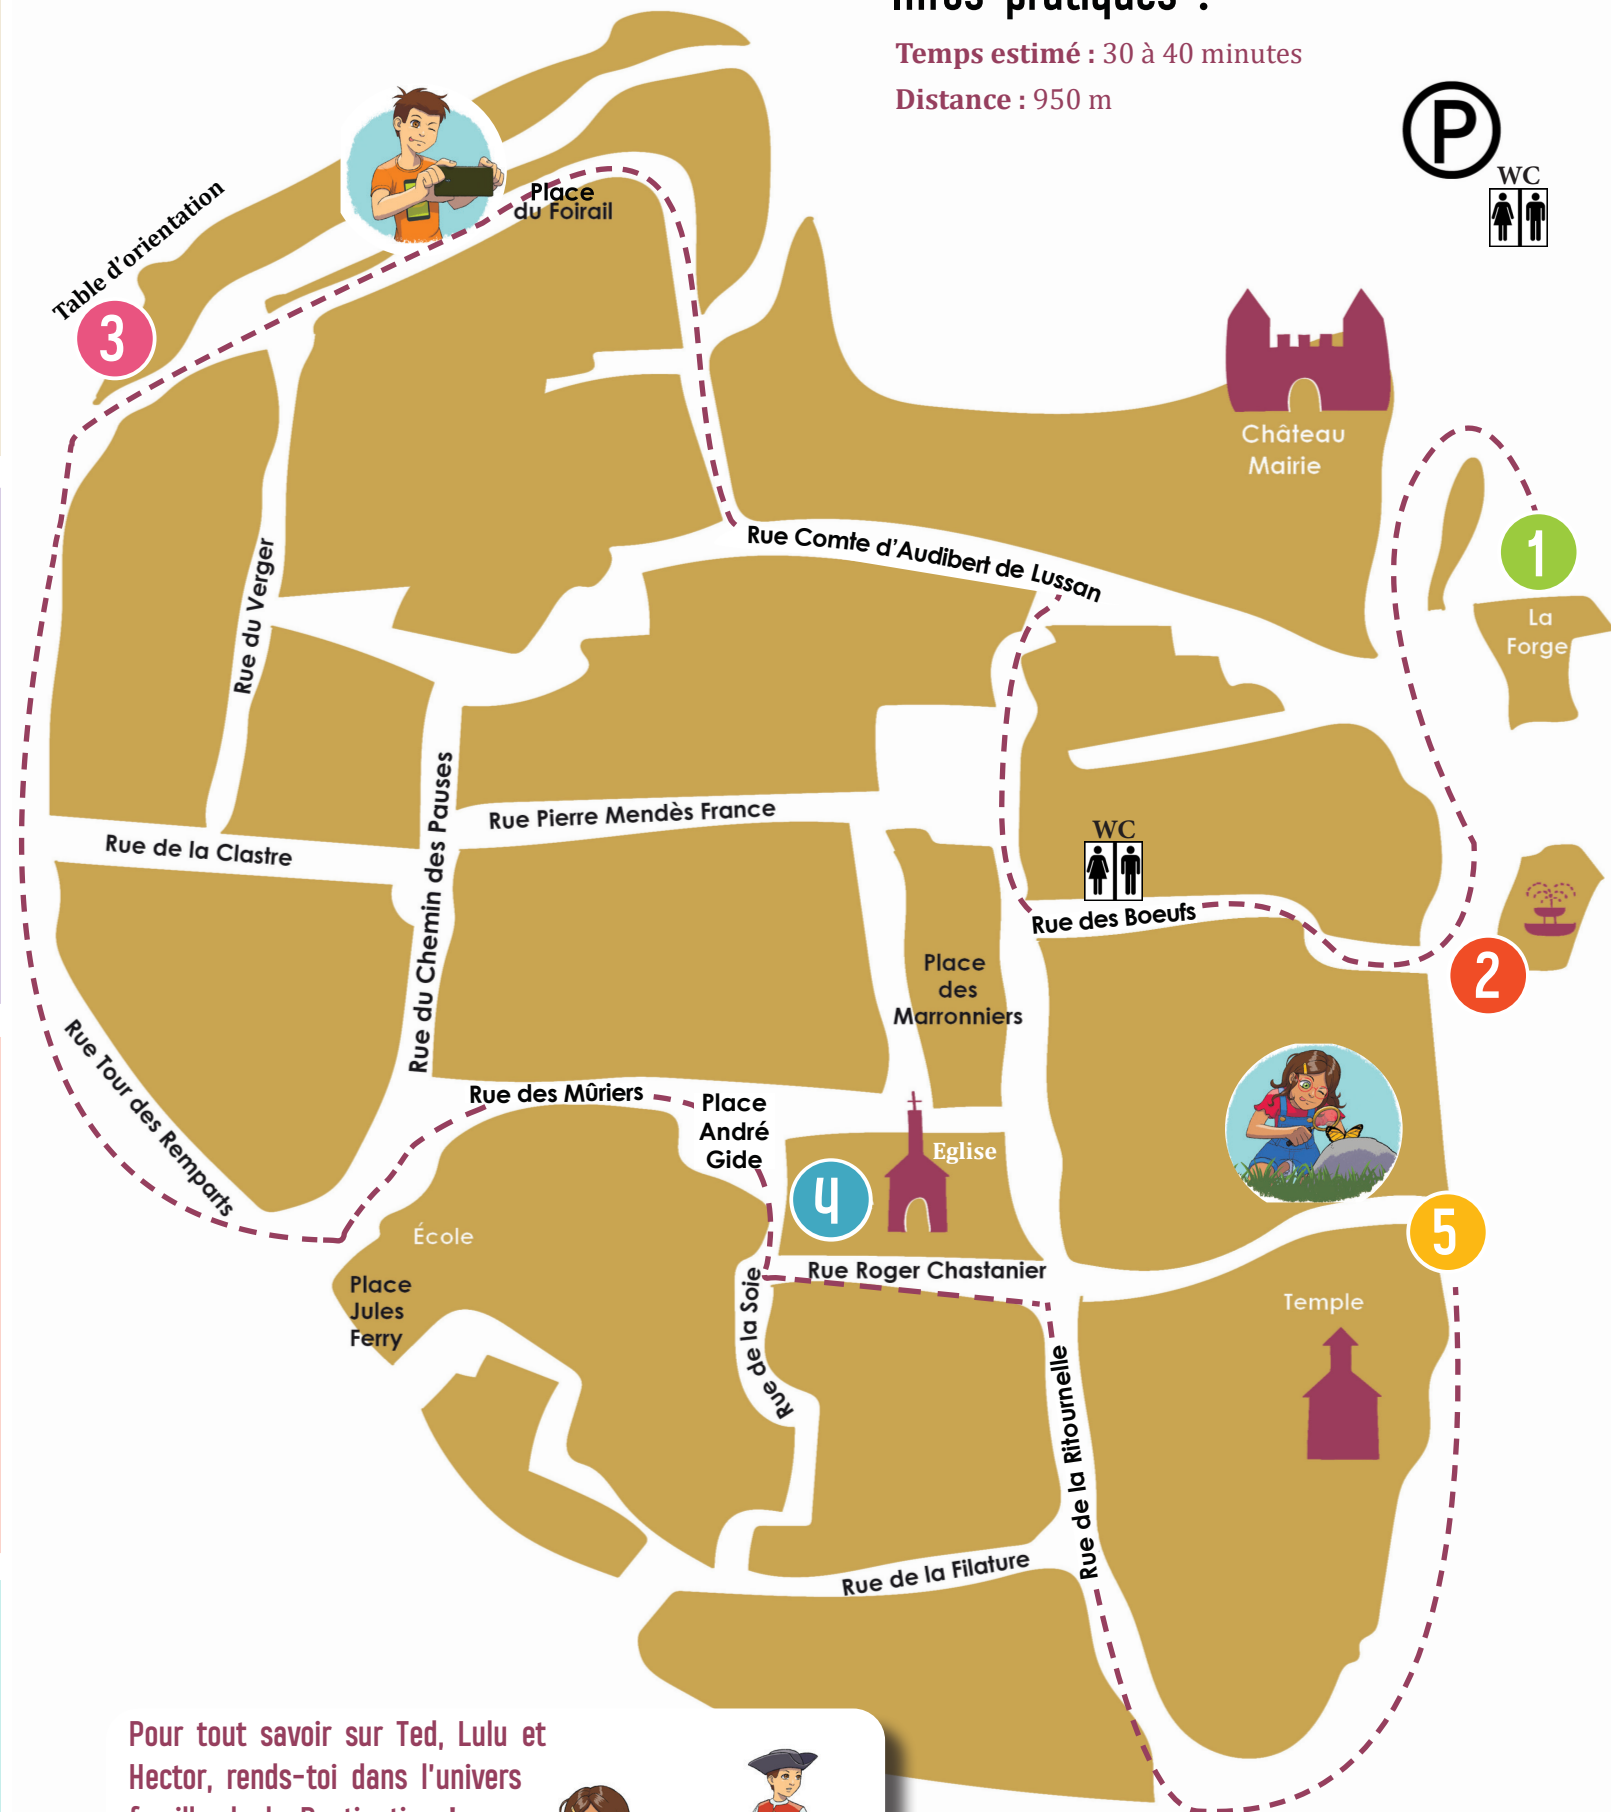 Infos pratiques :
Temps estimé : 30 à 40 minutes
Distance : 950 m
P
WC
Place
du Foirail
Table d'orientation
3
Château
Mairie
1
La
Forge
Rue Comte d'Audibert de Lussan
Rue du Verger
Rue du Chemin des Pauses
Rue Pierre Mendès France
Rue de la Clastre
WC
Rue des Boeufs
2
Place
des
Marronniers
Rue Tour des Remparts
Rue des Mûriers
Place
André
Gide
Eglise
4
5
École
Place
Jules
Ferry
Rue de la Soie
Rue Roger Chastanier
Temple
Rue de la Ritournelle
Rue de la Filature
Pour tout savoir sur Ted, Lulu et
Hector, rends-toi dans l'univers